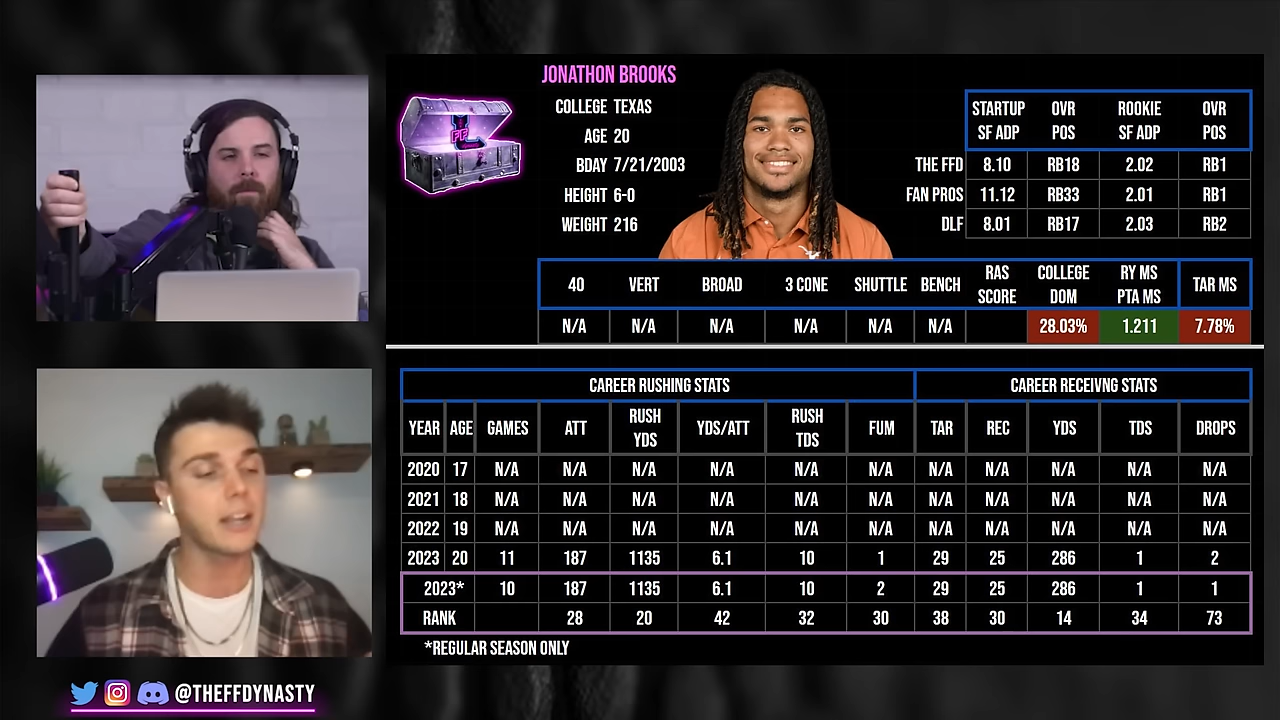 JONATHON BROOKS
COLLEGE TEXAS
AGE 20
BDAY 7/21/2003
HEIGHT 6-0
WEIGHT 216
STARTUP SF ADP OVR POS ROOKIE SF ADP OVR POS
THE FFD 8.10 RB18 2.02 RB1
FAN PROS 11.12 RB33 2.01 RB1
DLF 8.01 RB17 2.03 RB2
40 VERT BROAD 3 CONE SHUTTLE BENCH RAS SCORE COLLEGE DOM RY MS PTA MS TAR MS
N/A N/A N/A N/A N/A N/A 28.03% 1.211 7.78%
CAREER RUSHING STATS CAREER RECEIVNG STATS
YEAR AGE GAMES ATT RUSH YDS YDS/ATT RUSH TDS FUM TAR REC YDS TDS DROPS
2020 17 N/A N/A N/A N/A N/A N/A N/A N/A N/A N/A N/A
2021 18 N/A N/A N/A N/A N/A N/A N/A N/A N/A N/A N/A
2022 19 N/A N/A N/A N/A N/A N/A N/A N/A N/A N/A N/A
2023 20 11 187 1135 6.1 10 1 29 25 286 1 2
2023* 10 187 1135 6.1 10 2 29 25 286 1 1
RANK 28 20 42 32 30 38 30 14 34 73
*REGULAR SEASON ONLY
@THEFFDYNASTY